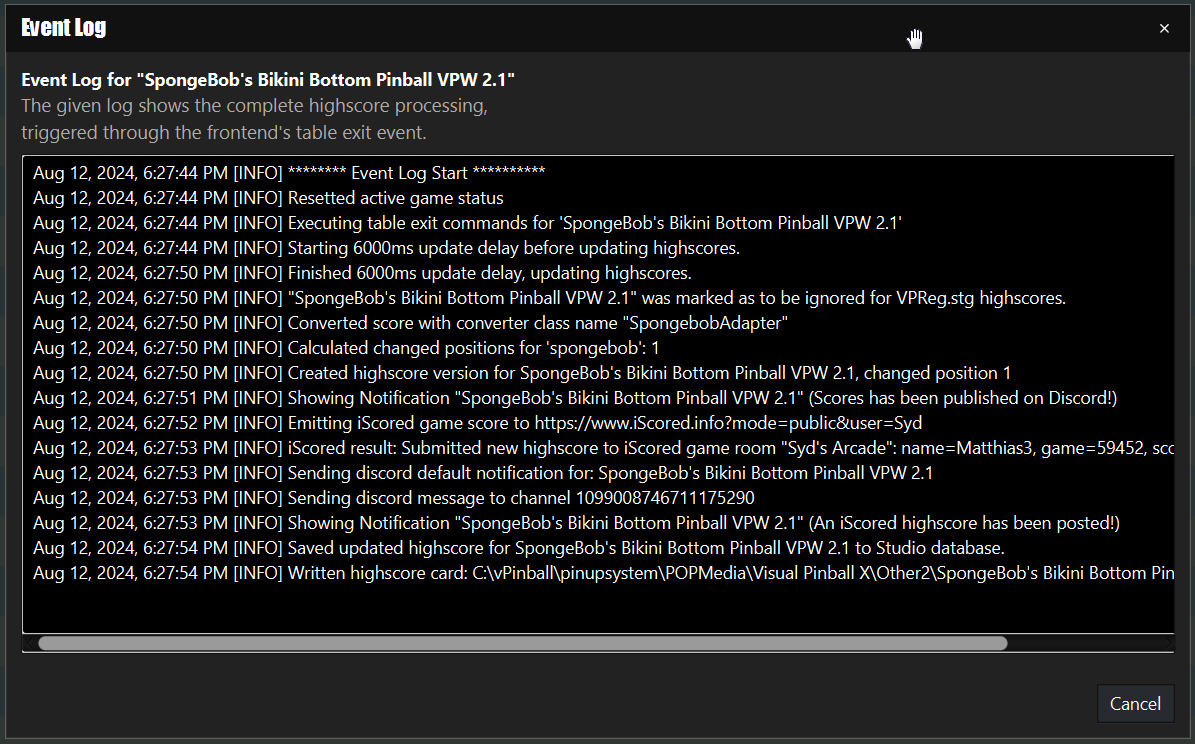 Event Log
Event Log for "SpongeBob's Bikini Bottom Pinball VPW 2.1"
The given log shows the complete highscore processing,
triggered through the frontend's table exit event.
Aug 12, 2024, 6:27:44 PM [INFO] ******** Event Log Start **********
Aug 12, 2024, 6:27:44 PM [INFO] Resetted active game status
Aug 12, 2024, 6:27:44 PM [INFO] Executing table exit commands for 'SpongeBob's Bikini Bottom Pinball VPW 2.1'
Aug 12, 2024, 6:27:44 PM [INFO] Starting 6000ms update delay before updating highscores.
Aug 12, 2024, 6:27:50 PM [INFO] Finished 6000ms update delay, updating highscores.
Aug 12, 2024, 6:27:50 PM [INFO] "SpongeBob's Bikini Bottom Pinball VPW 2.1" was marked as to be ignored for VPReg.stg highscores.
Aug 12, 2024, 6:27:50 PM [INFO] Converted score with converter class name "SpongebobAdapter"
Aug 12, 2024, 6:27:50 PM [INFO] Calculated changed positions for 'spongebob': 1
Aug 12, 2024, 6:27:50 PM [INFO] Created highscore version for SpongeBob's Bikini Bottom Pinball VPW 2.1, changed position 1
Aug 12, 2024, 6:27:51 PM [INFO] Showing Notification "SpongeBob's Bikini Bottom Pinball VPW 2.1" (Scores has been published on Discord!)
Aug 12, 2024, 6:27:52 PM [INFO] Emitting iScored game score to https://www.iScored.info?mode=public&user=Syd
Aug 12, 2024, 6:27:53 PM [INFO] iScored result: Submitted new highscore to iScored game room "Syd's Arcade": name=Matthias3, game=59452, scc
Aug 12, 2024, 6:27:53 PM [INFO] Sending discord default notification for: SpongeBob's Bikini Bottom Pinball VPW 2.1
Aug 12, 2024, 6:27:53 PM [INFO] Sending discord message to channel 1099008746711175290
Aug 12, 2024, 6:27:53 PM [INFO] Showing Notification "SpongeBob's Bikini Bottom Pinball VPW 2.1" (An iScored highscore has been posted!)
Aug 12, 2024, 6:27:54 PM [INFO] Saved updated highscore for SpongeBob's Bikini Bottom Pinball VPW 2.1 to Studio database.
Aug 12, 2024, 6:27:54 PM [INFO] Written highscore card: C:\vPinball\pinupsystem\POPMedia\Visual Pinball X\Other2\SpongeBob's Bikini Bottom Pin
Cancel